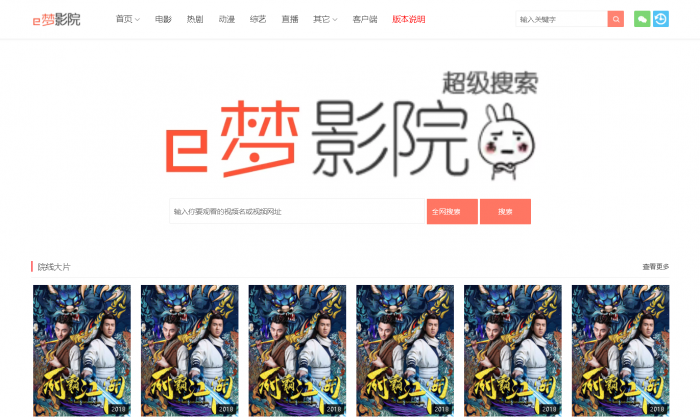 e梦影院 首页 电影 热剧 动漫 综艺 直播 其它 客户端 版本说明 输入关键字
超级搜索
e梦影院
输入你要观看的视频名或视频网址 全网搜索 搜索
院线大片 查看更多
2018 2018 2018 2018 2018 2018